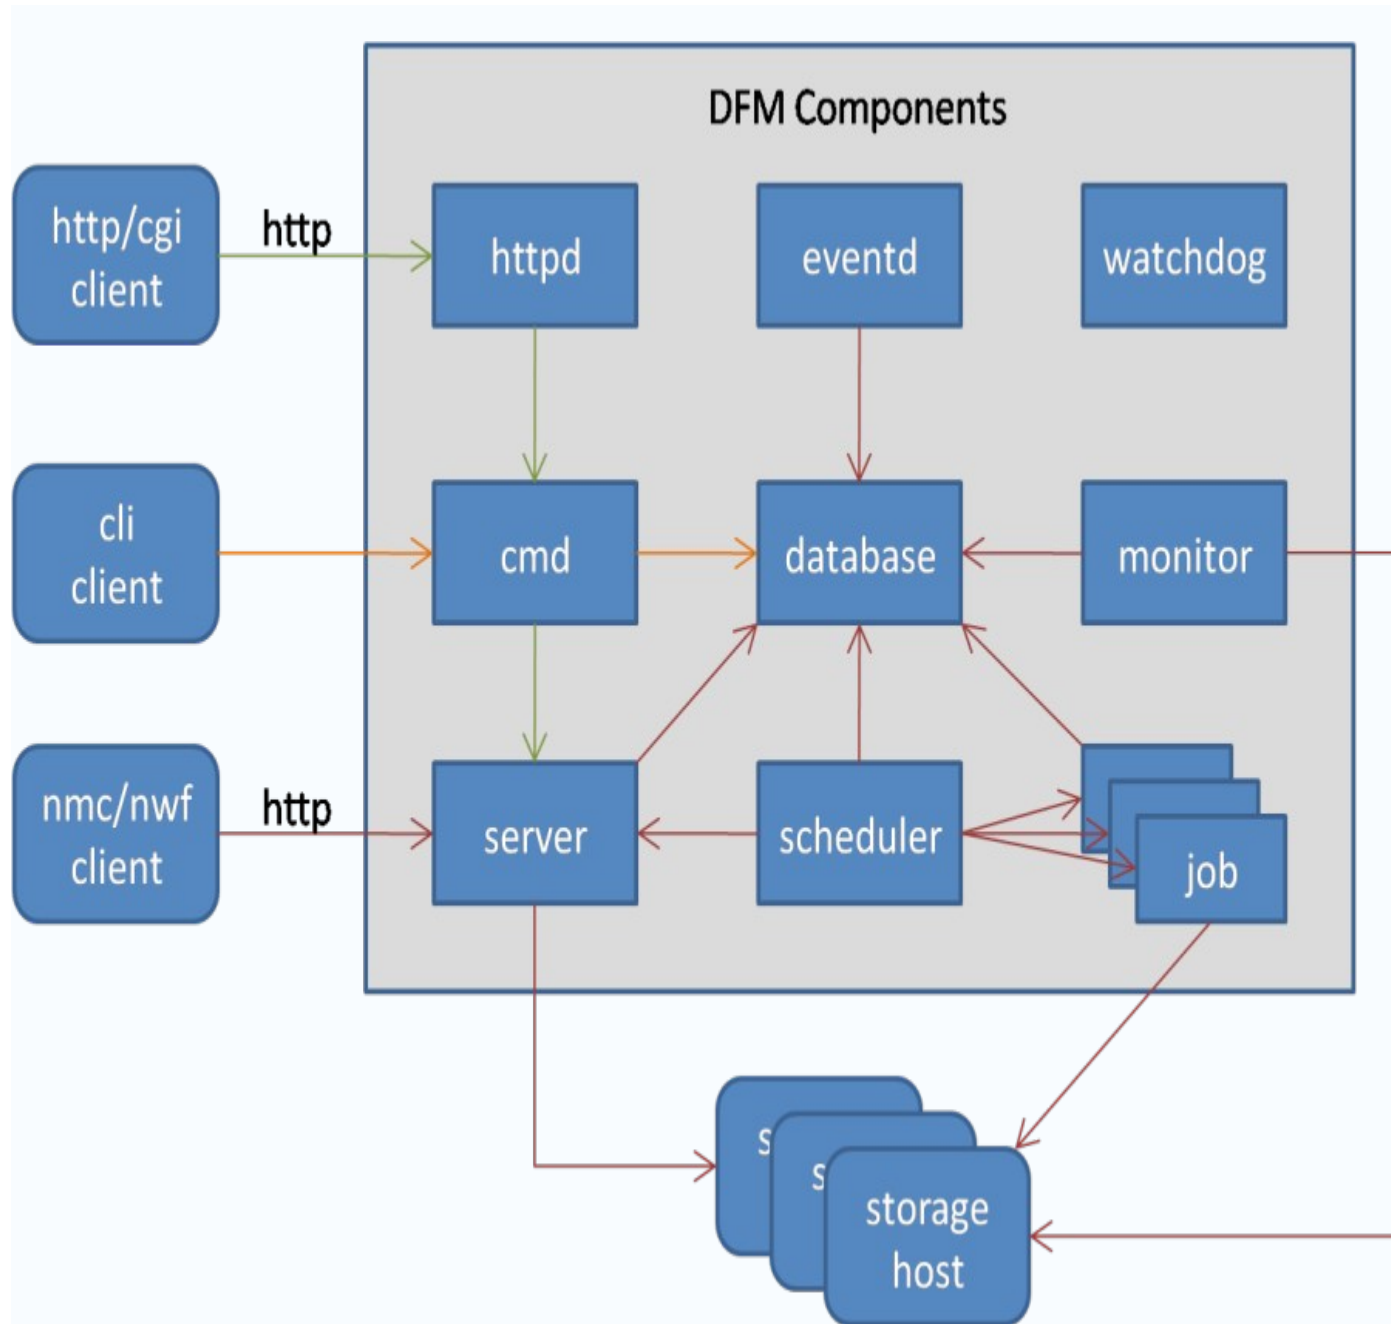 DFM Components
http/cgi
client
http
httpd
eventd
watchdog
cli
client
cmd
database
monitor
nmc/nwf
client
http
server
scheduler
job
s
s
storage
host